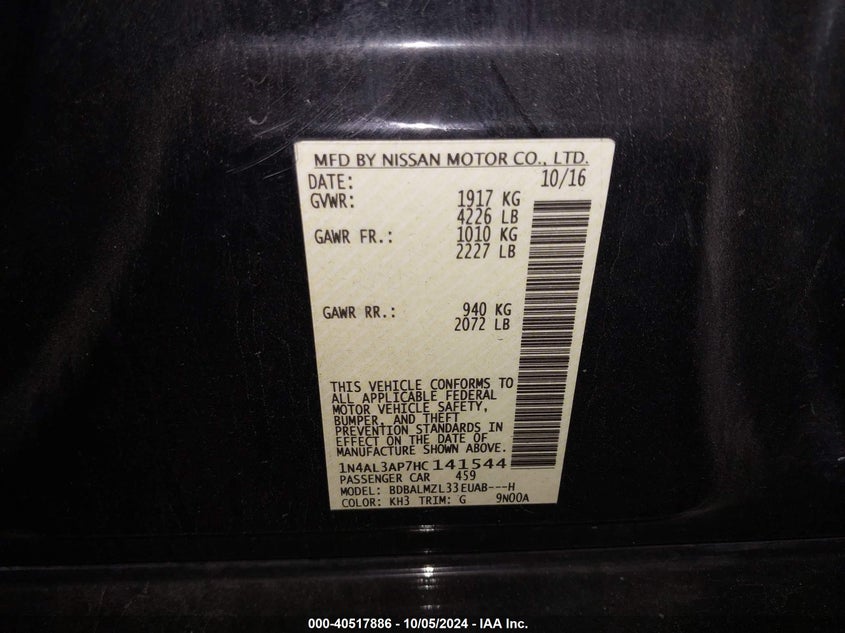 MFD BY NISSAN MOTOR CO., LTD.
DATE: 10/16
GVWR: 1917 KG
4226 LB
GAWR FR.: 1010 KG
2227 LB
GAWR RR.: 940 KG
2072 LB
THIS VEHICLE CONFORMS TO
ALL APPLICABLE FEDERAL
MOTOR VEHICLE SAFETY,
BUMPER, AND THEFT
PREVENTION STANDARDS IN
EFFECT ON THE DATE OF
MANUFACTURE SHOWN ABOVE.
1N4AL3AP7HC141544
PASSENGER CAR 459
MODEL: BDBALMZL33EUAB---H
COLOR: KH3 TRIM: G 9N00A
000-40517886 - 10/05/2024 - IAA Inc.